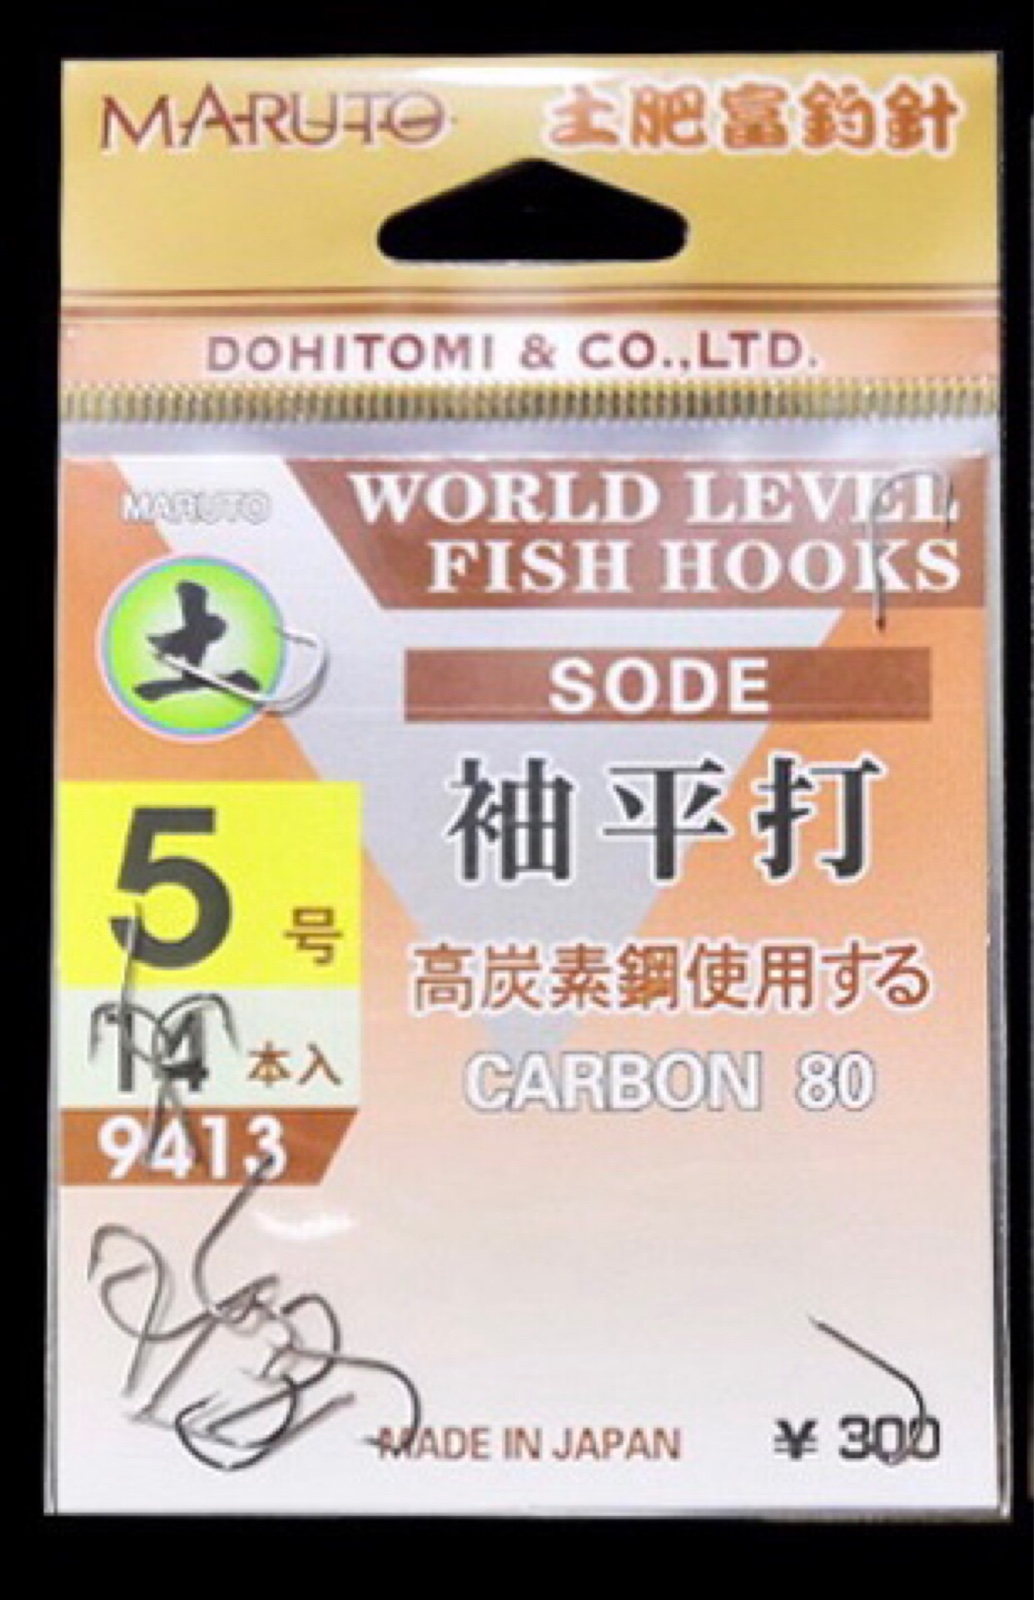 MARUTO 土肥富釣針
DOHITOMI & CO.,LTD.
MARUTO
WORLD LEVEL
FISH HOOKS
土
SODE
袖平打
5号
高炭素鋼使用する
14本入
CARBON 80
9413
MADE IN JAPAN ¥ 300